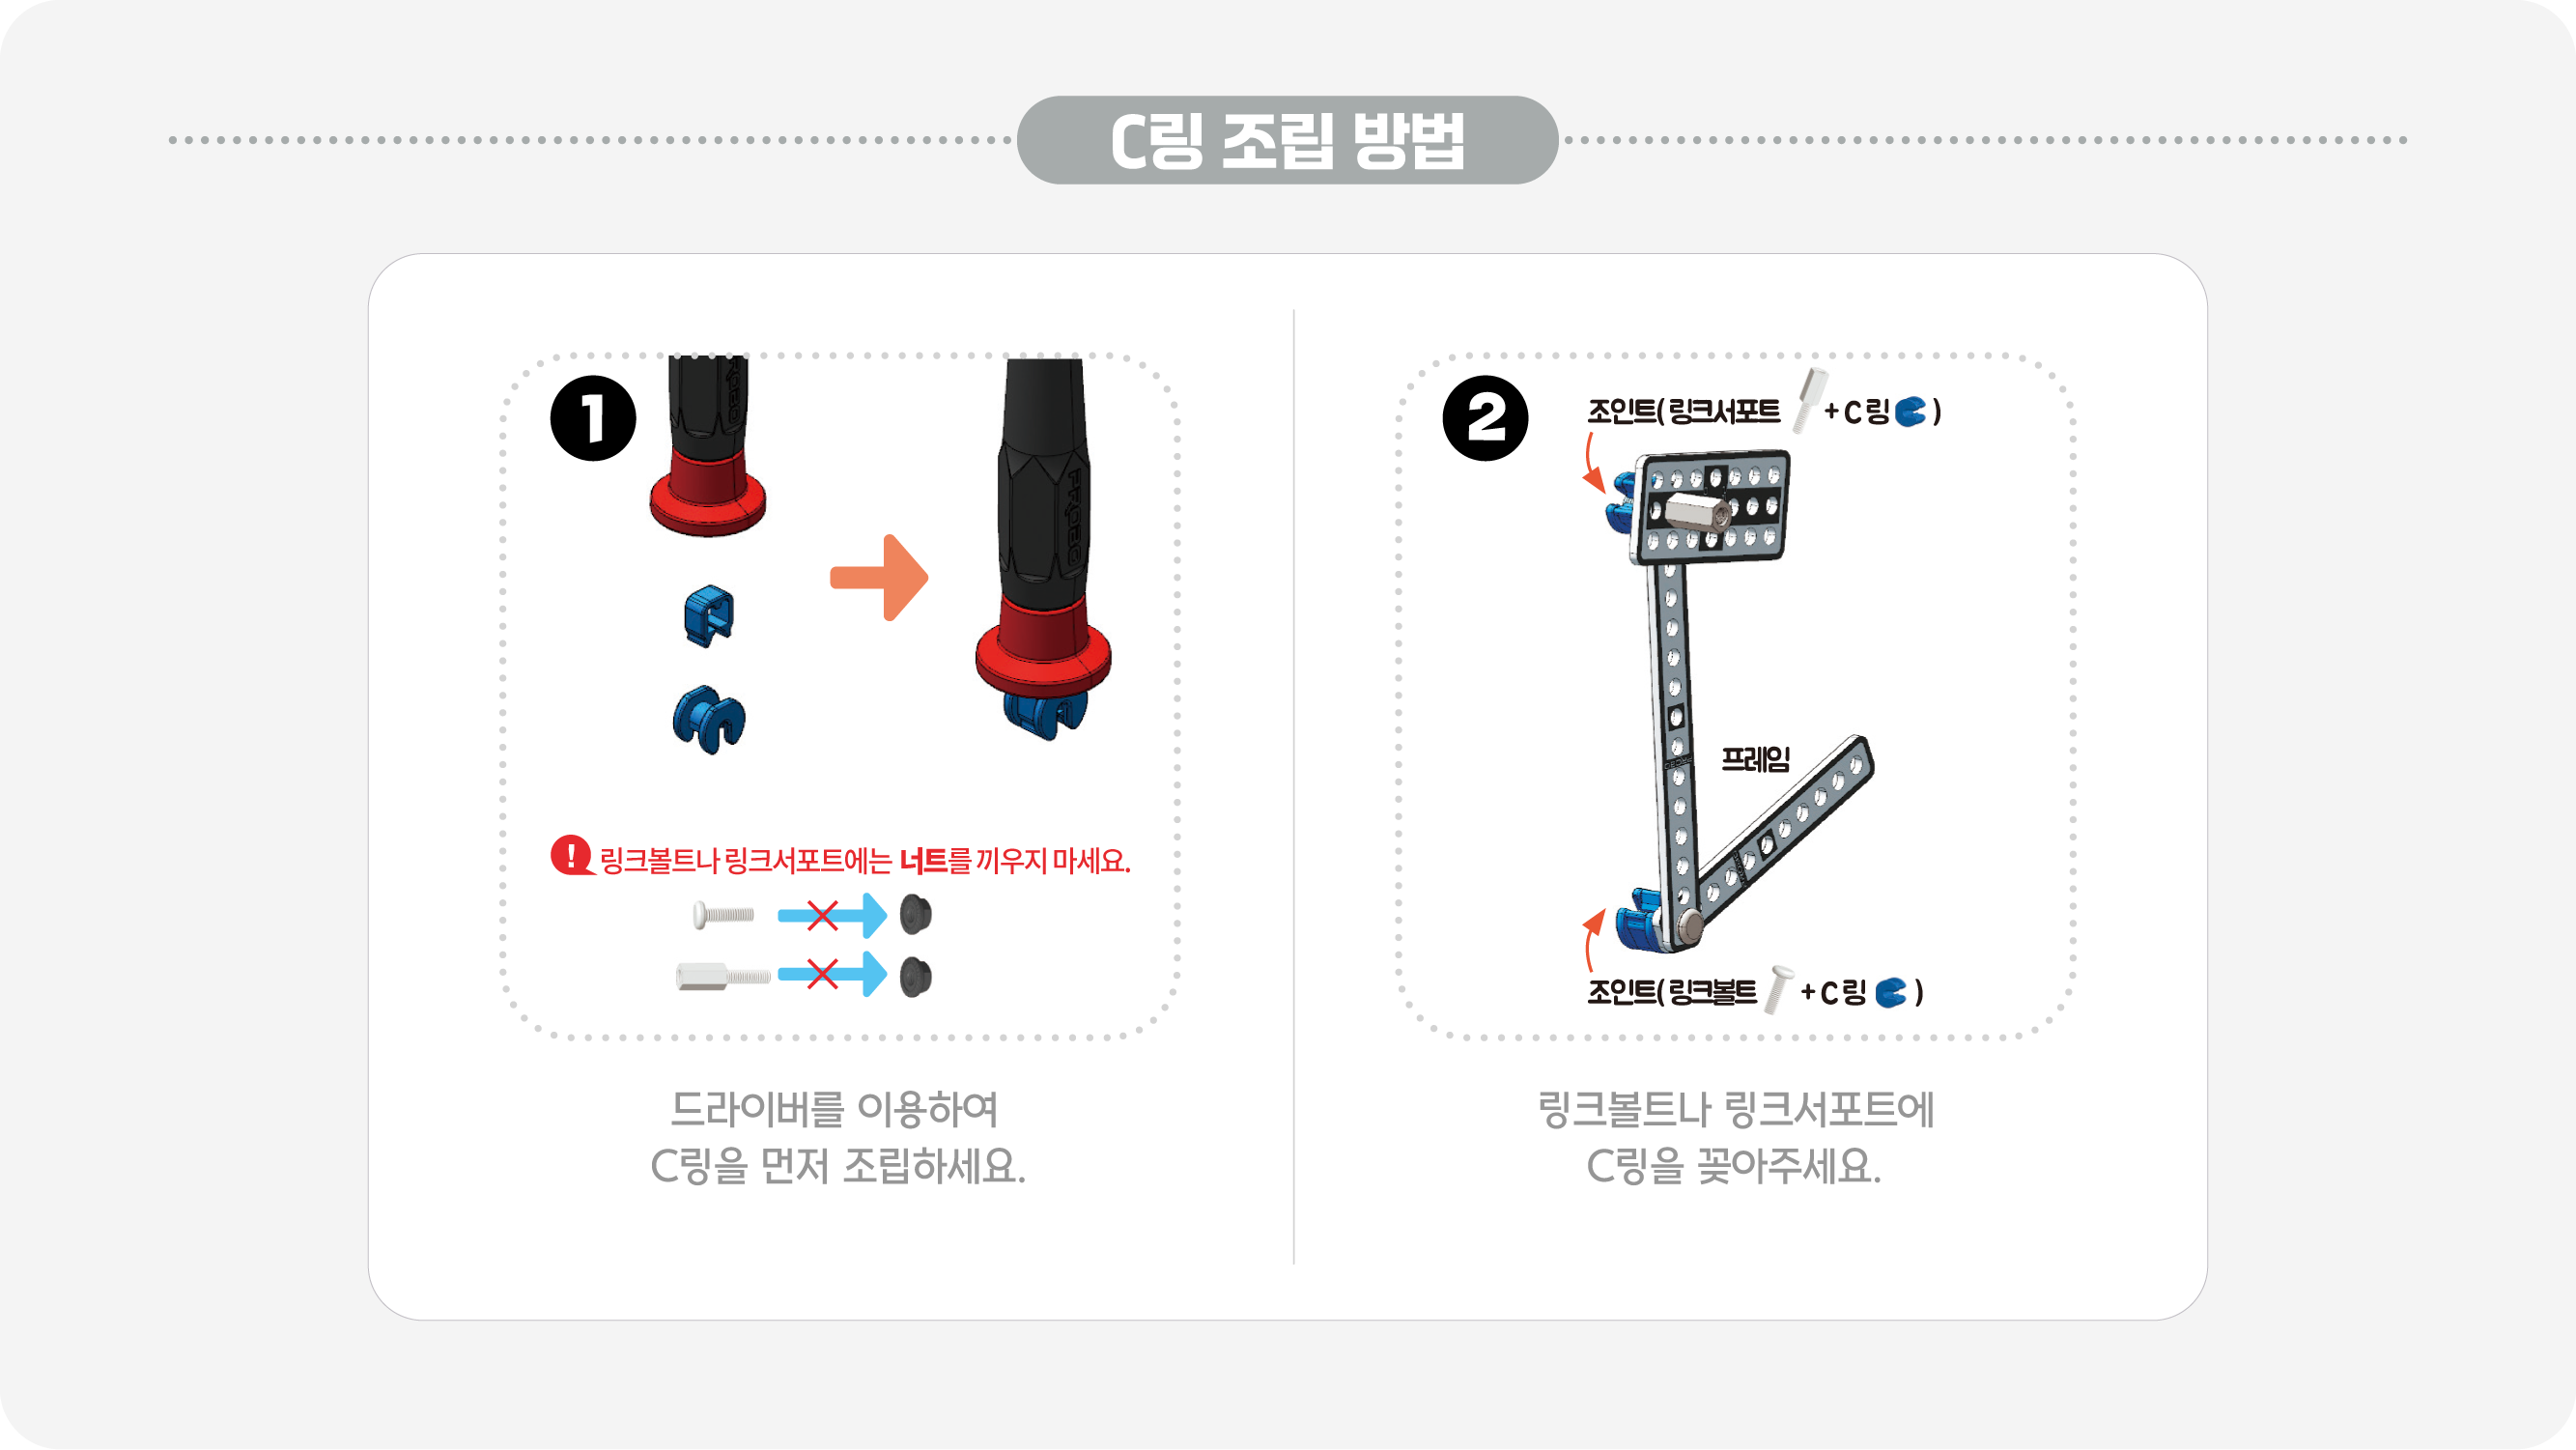 C링 조립 방법
1
PROBO
PROBO
! 링크볼트나 링크서포트에는 너트를 끼우지 마세요.
드라이버를 이용하여
C링을 먼저 조립하세요.
2
조인트( 링크서포트 + C 링 )
프레임
조인트( 링크볼트 + C 링 )
링크볼트나 링크서포트에
C링을 꽂아주세요.